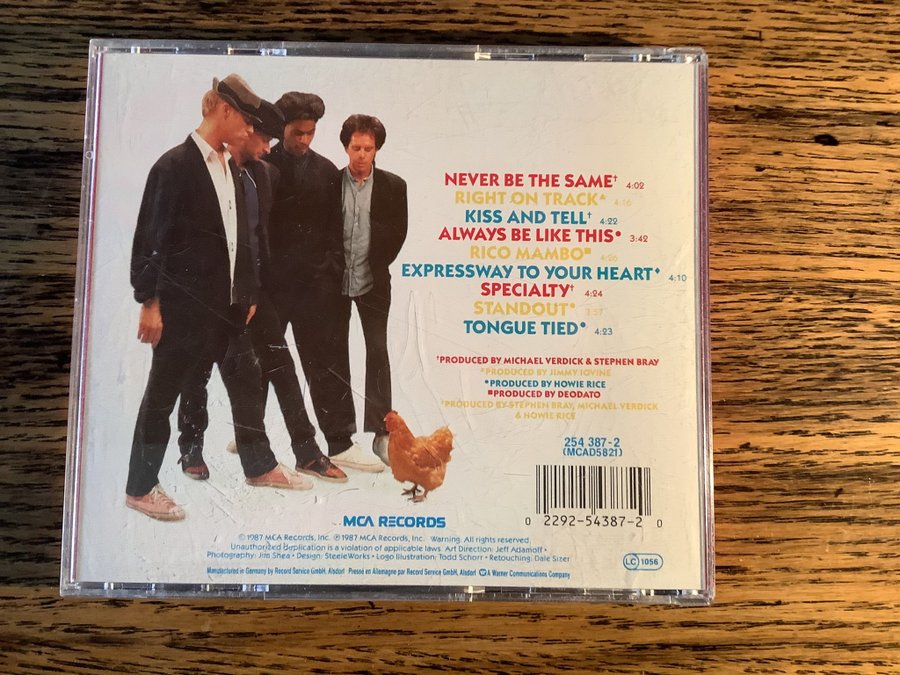 NEVER BE THE SAME† 4:02
RIGHT ON TRACK▲ 4:16
KISS AND TELL† 4:22
ALWAYS BE LIKE THIS● 3:42
RICO MAMBO■ 4:26
EXPRESSWAY TO YOUR HEART♦ 4:10
SPECIALTY† 4:24
STANDOUT● 3:57
TONGUE TIED● 4:23
†PRODUCED BY MICHAEL VERDICK & STEPHEN BRAY
▲PRODUCED BY JIMMY IOVINE
●PRODUCED BY HOWIE RICE
■PRODUCED BY DEODATO
PRODUCED BY STEPHEN BRAY, MICHAEL VERDICK
& HOWIE RICE
254 387-2
(MCAD5821)
0 2292-54387-2 0
MCA RECORDS
© 1987 MCA Records, Inc. ℗ 1987 MCA Records, Inc. Warning. All rights reserved.
Unauthorized duplication is a violation of applicable laws. Art Direction: Jeff Adamoff •
Photography: Jim Shea • Design: SteeleWorks • Logo Illustration: Todd Schorr • Retouching: Dale Sizer
LC 1056
Manufactured in Germany by Record Service GmbH, Alsdorf Pressé en Allemagne par Record Service GmbH, Alsdorf A Warner Communications Company